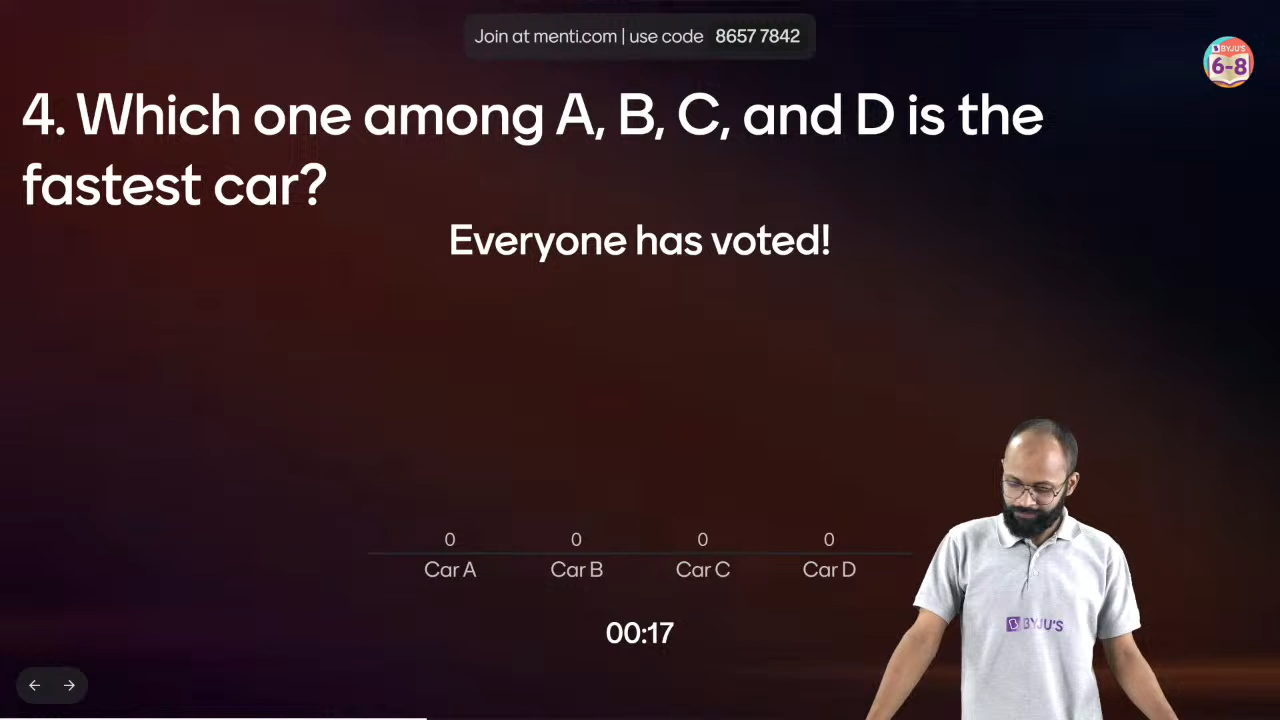 Join at menti.com | use code 8657 7842
BYJU'S
6-8
4. Which one among A, B, C, and D is the
fastest car?
Everyone has voted!
0 0 0 0
Car A Car B Car C Car D
00:17
BYJU'S